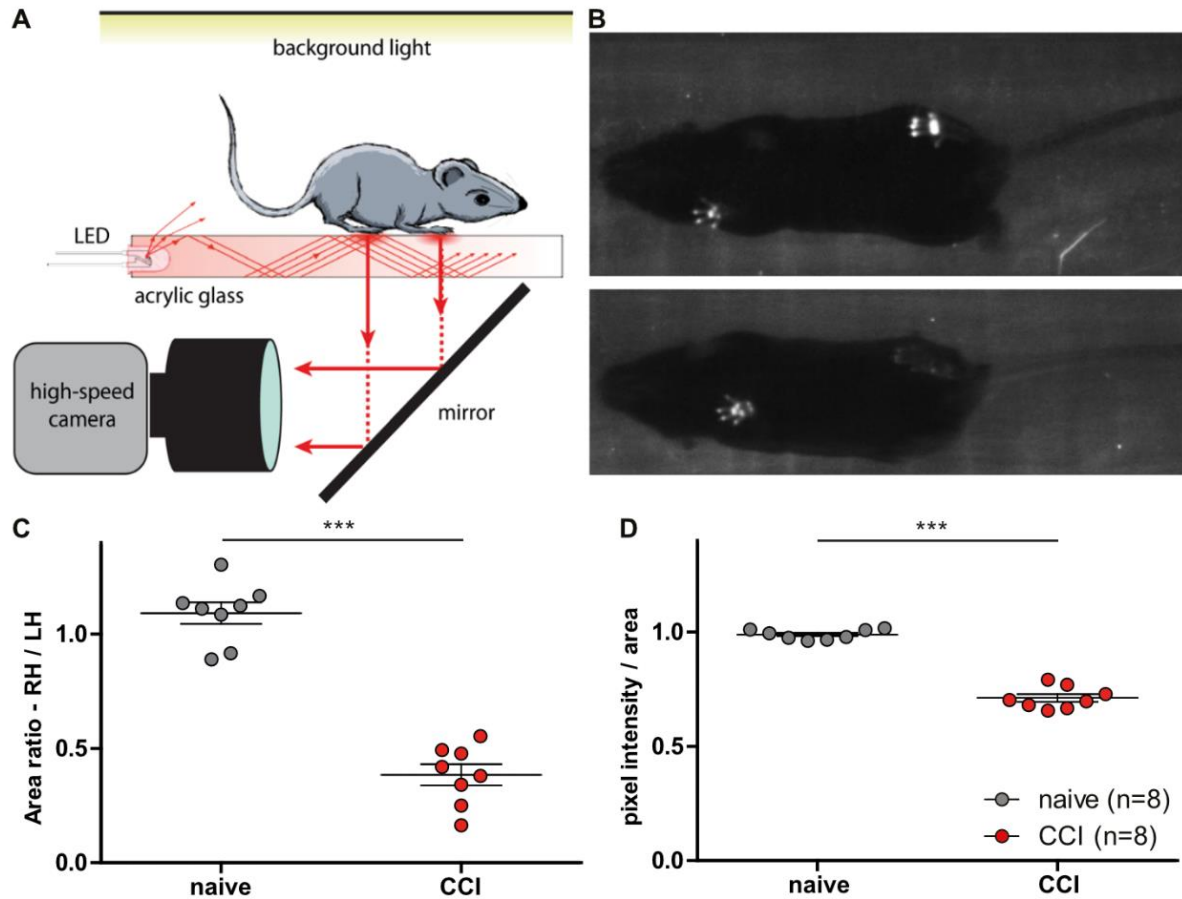 A
background light
LED
acrylic glass
high-speed
camera
mirror
B
C
***
Area ratio - RH / LH
1.0
0.5
0.0
naive
CCI
D
***
pixel intensity / area
1.0
0.5
0.0
naive (n=8)
CCI (n=8)
naive
CCI